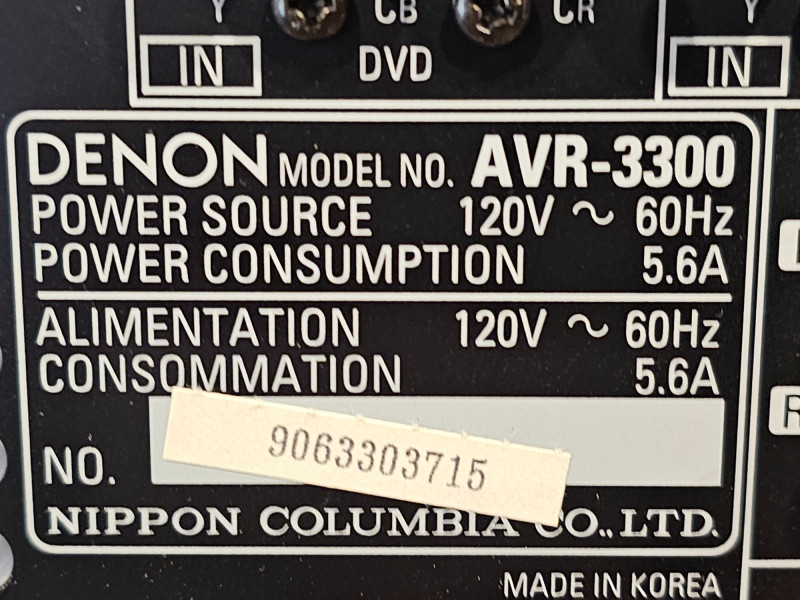 Y CB CR Y
IN DVD IN
DENON MODEL NO. AVR-3300
POWER SOURCE 120V ~ 60Hz
POWER CONSUMPTION 5.6A
ALIMENTATION 120V ~ 60Hz
CONSOMMATION 5.6A
NO. 9063303715
NIPPON COLUMBIA CO., LTD.
MADE IN KOREA